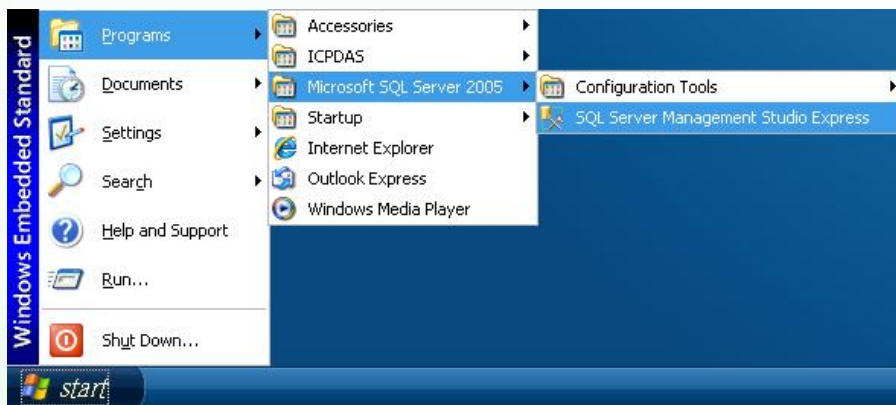 Windows Embedded Standard
Programs
Documents
Settings
Search
Help and Support
Run...
Shut Down...
Accessories
ICPDAS
Microsoft SQL Server 2005
Startup
Internet Explorer
Outlook Express
Windows Media Player
Configuration Tools
SQL Server Management Studio Express
start